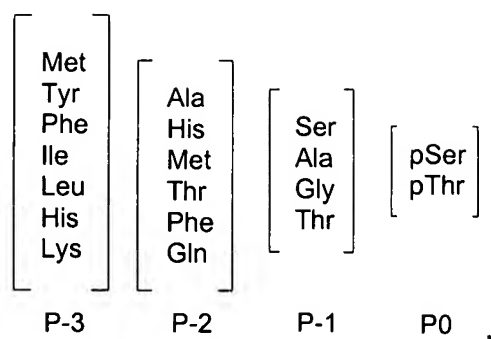 Met
Tyr
Phe
Ile
Leu
His
Lys
P-3
Ala
His
Met
Thr
Phe
Gln
P-2
Ser
Ala
Gly
Thr
P-1
pSer
pThr
P0 ,